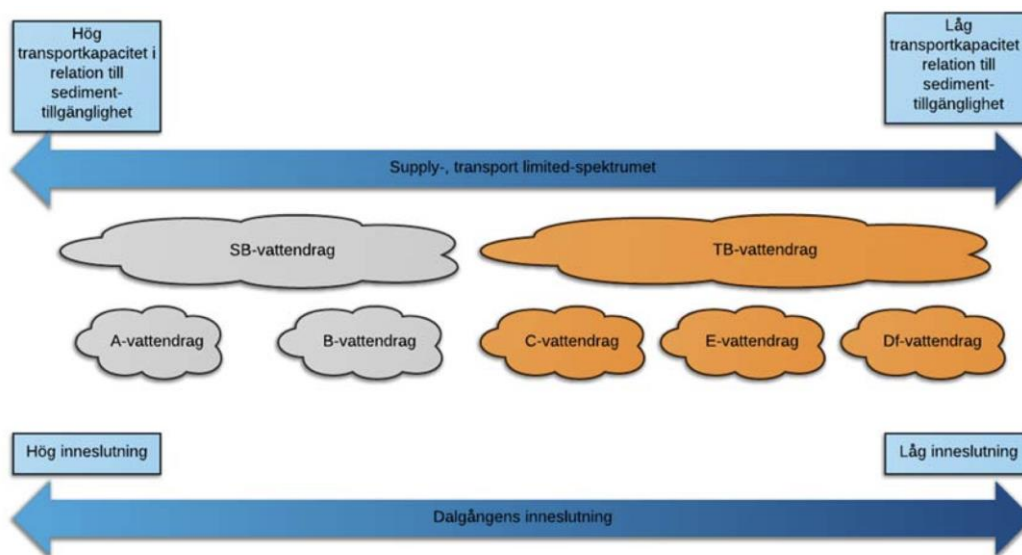 Hög
transportkapacitet i
relation till
sediment-
tillgänglighet
Låg
transportkapacitet
relation till
sediment-
tillgänglighet
Supply-, transport limited-spektrumet
SB-vattendrag
TB-vattendrag
A-vattendrag
B-vattendrag
C-vattendrag
E-vattendrag
Df-vattendrag
Hög inneslutning
Låg inneslutning
Dalgångens inneslutning